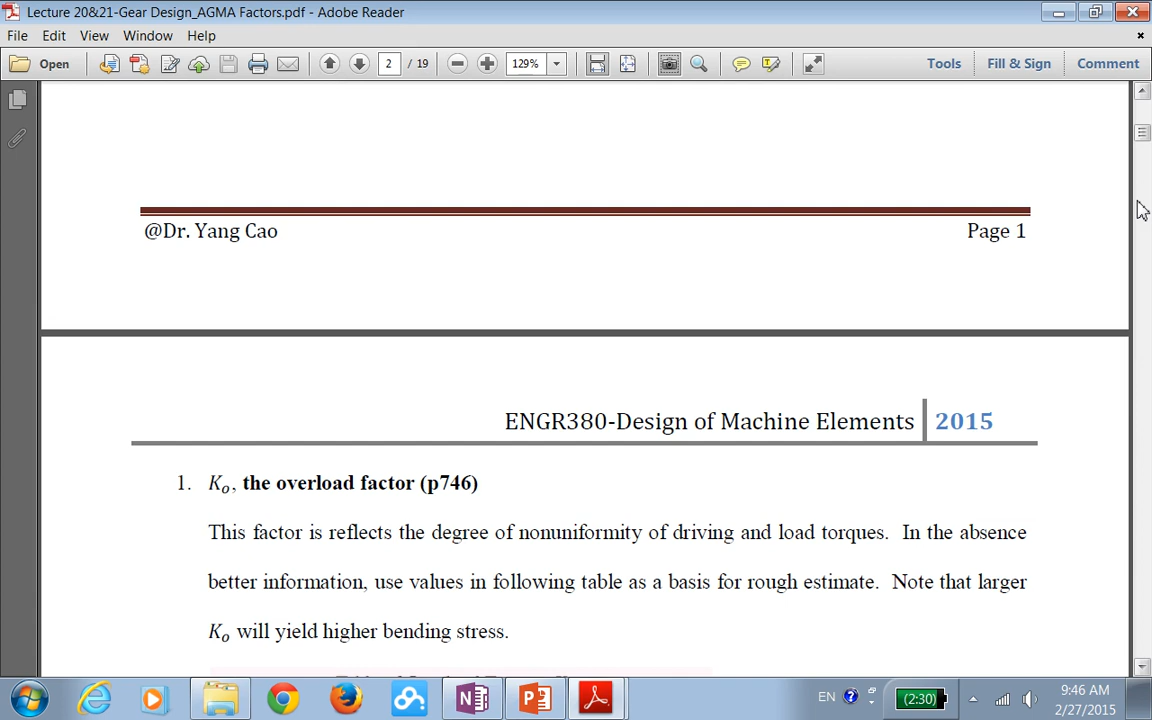 Lecture 20&21-Gear Design_AGMA Factors.pdf - Adobe Reader
File Edit View Window Help
Open 2 / 19 129% Tools Fill & Sign Comment
@Dr. Yang Cao Page 1
ENGR380-Design of Machine Elements 2015
1. Ko, the overload factor (p746)
This factor is reflects the degree of nonuniformity of driving and load torques. In the absence
better information, use values in following table as a basis for rough estimate. Note that larger
Ko will yield higher bending stress.
EN (2:30) 9:46 AM
2/27/2015